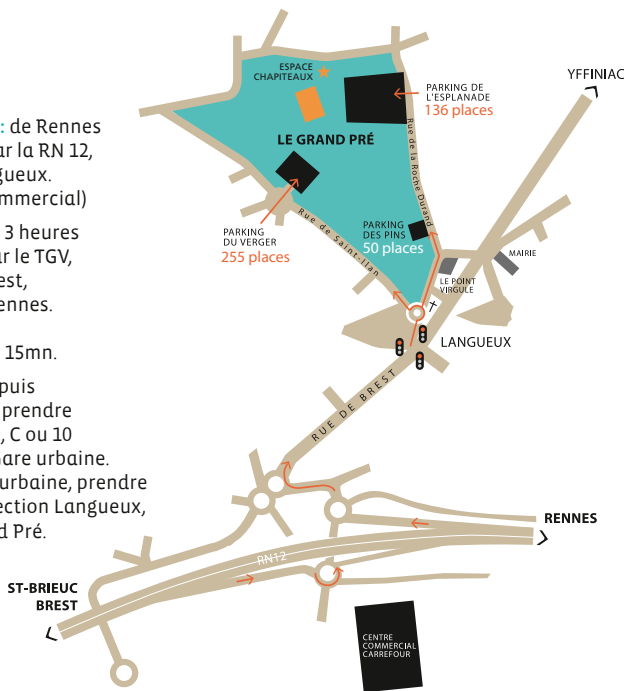 : de Rennes
ar la RN 12,
gueux.
mmercial)
3 heures
ar le TGV,
est,
ennes.
15mn.
puis
prendre
, C ou 10
are urbaine.
urbaine, prendre
ection Langueux,
d Pré.
ESPACE
CHAPITEAUX
PARKING DE
L'ESPLANADE
136 places
YFFINIAC
LE GRAND PRÉ
Rue de la Roche Durand
PARKING
DU VERGER
255 places
Rue de Saint-Ilan
PARKING
DES PINS
50 places
LE POINT
VIRGULE
MAIRIE
LANGUEUX
RUE DE BREST
RENNES
RN12
ST-BRIEUC
BREST
CENTRE
COMMERCIAL
CARREFOUR